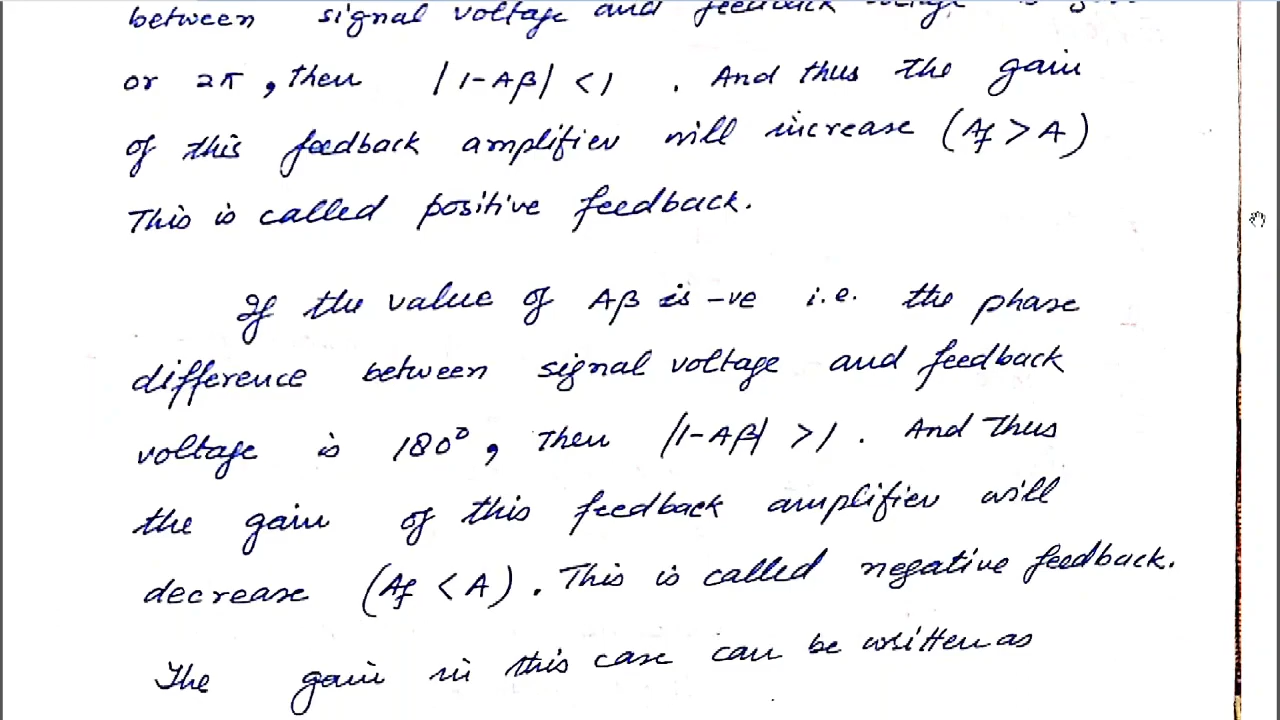 between signal voltage and feedback
or 2π, then |1-Aβ| <1 . And thus the gain
of this feedback amplifier will increase (Af > A)
This is called positive feedback.
If the value of Aβ is -ve i.e. the phase
difference between signal voltage and feedback
voltage is 180°, Then |1-Aβ| >1 . And Thus
the gain of this feedback amplifier will
decrease (Af < A). This is called negative feedback.
The gain in this case can be written as